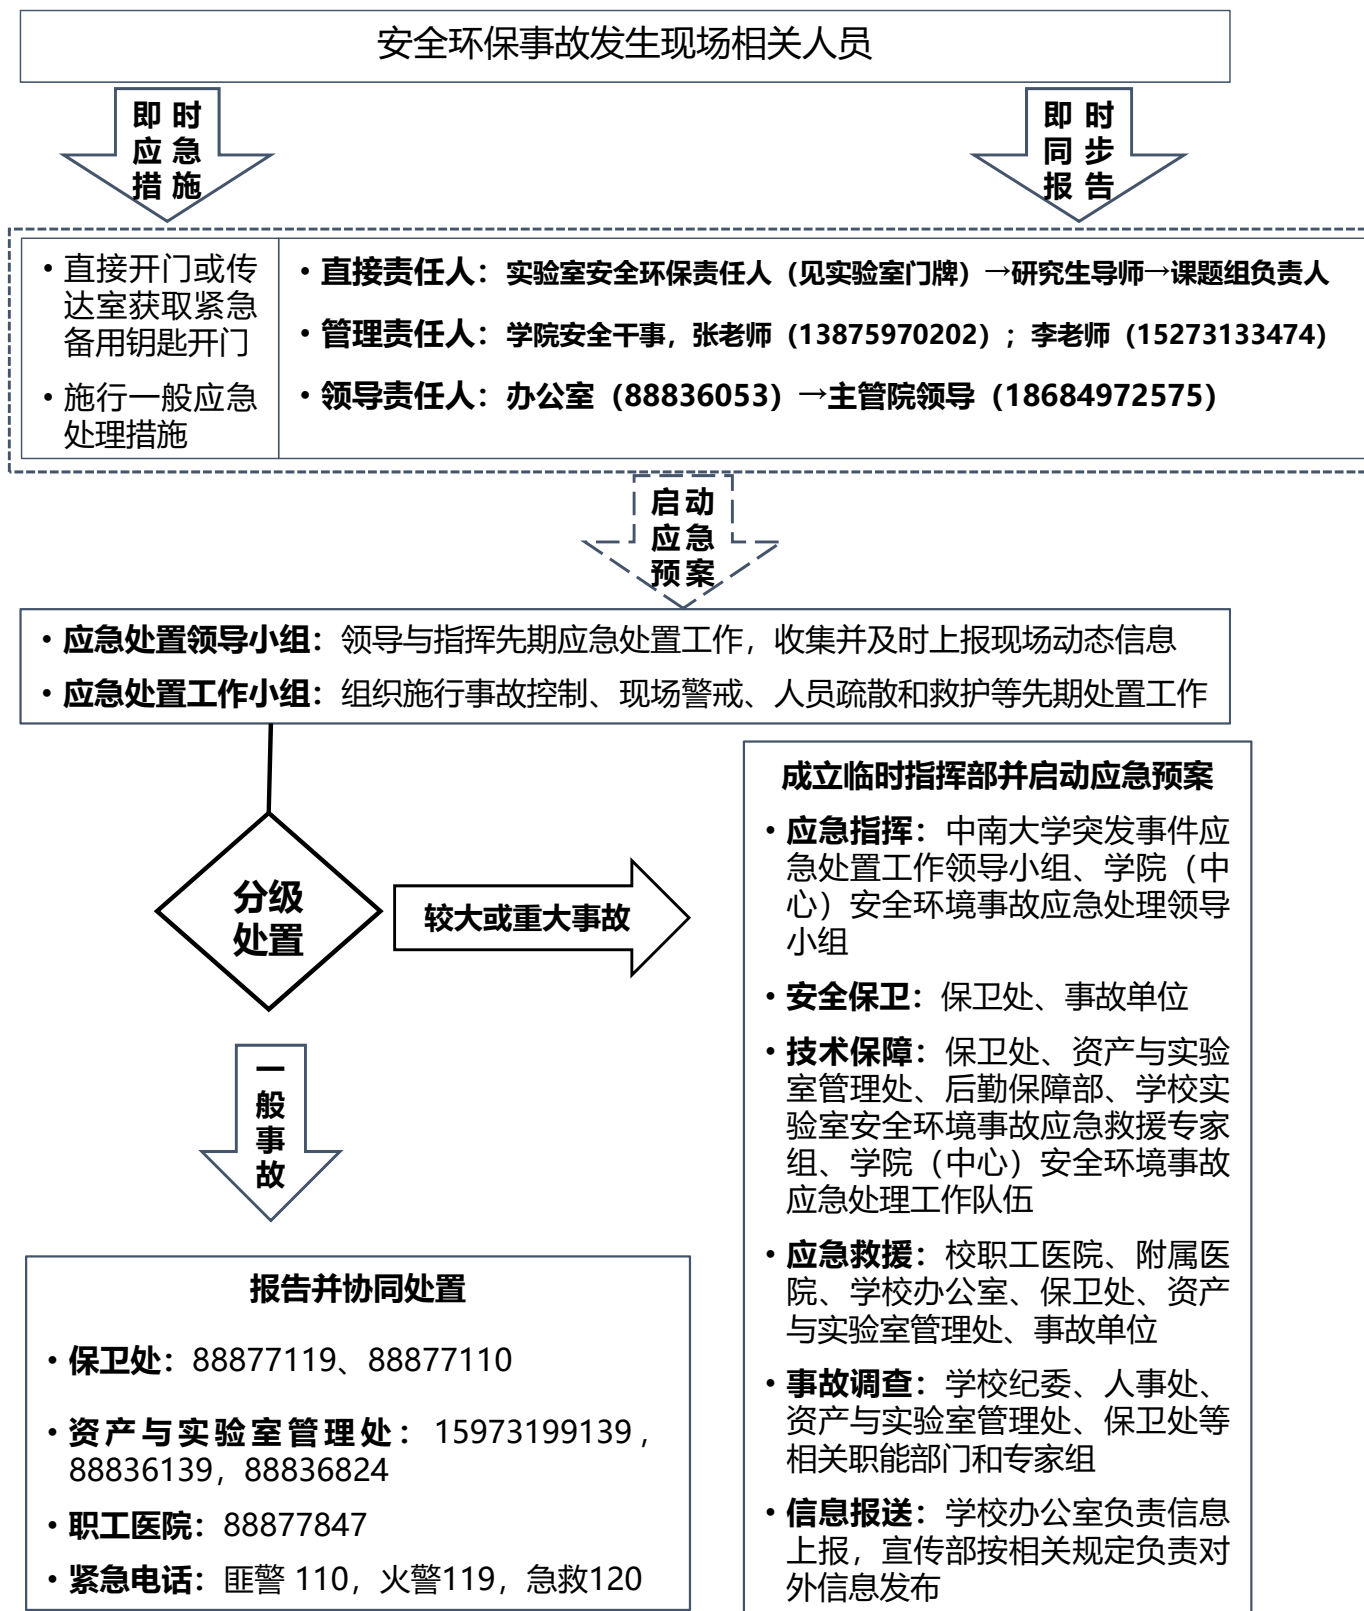 安全环保事故发生现场相关人员
即时
应急
措施
即时
同步
报告
• 直接开门或传
达室获取紧急
备用钥匙开门
• 施行一般应急
处理措施
• 直接责任人：实验室安全环保责任人（见实验室门牌）→研究生导师→课题组负责人
• 管理责任人：学院安全干事，张老师（13875970202）；李老师（15273133474）
• 领导责任人：办公室（88836053）→主管院领导（18684972575）
启动
应急
预案
• 应急处置领导小组：领导与指挥先期应急处置工作，收集并及时上报现场动态信息
• 应急处置工作小组：组织施行事故控制、现场警戒、人员疏散和救护等先期处置工作
分级
处置
较大或重大事故
一
般
事
故
报告并协同处置
• 保卫处：88877119、88877110
• 资产与实验室管理处：15973199139，
88836139，88836824
• 职工医院：88877847
• 紧急电话：匪警 110，火警119，急救120
成立临时指挥部并启动应急预案
• 应急指挥：中南大学突发事件应
急处置工作领导小组、学院（中
心）安全环境事故应急处理领导
小组
• 安全保卫：保卫处、事故单位
• 技术保障：保卫处、资产与实验
室管理处、后勤保障部、学校实
验室安全环境事故应急救援专家
组、学院（中心）安全环境事故
应急处理工作队伍
• 应急救援：校职工医院、附属医
院、学校办公室、保卫处、资产
与实验室管理处、事故单位
• 事故调查：学校纪委、人事处、
资产与实验室管理处、保卫处等
相关职能部门和专家组
• 信息报送：学校办公室负责信息
上报，宣传部按相关规定负责对
外信息发布